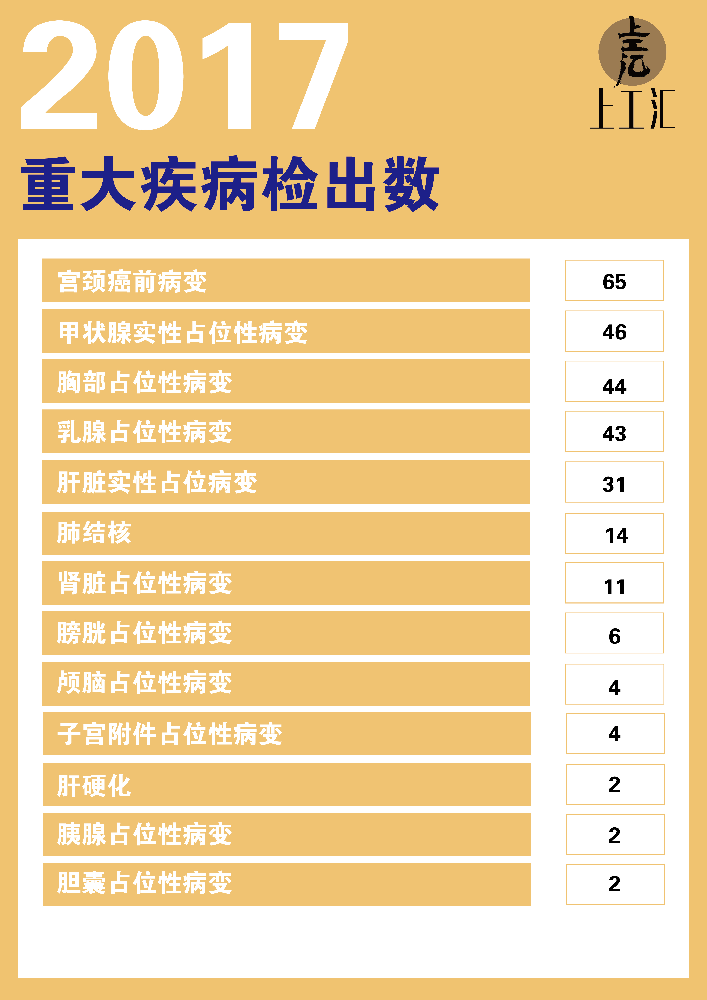 2017
上工汇
上工汇
重大疾病检出数
宫颈癌前病变 65
甲状腺实性占位性病变 46
胸部占位性病变 44
乳腺占位性病变 43
肝脏实性占位病变 31
肺结核 14
肾脏占位性病变 11
膀胱占位性病变 6
颅脑占位性病变 4
子宫附件占位性病变 4
肝硬化 2
胰腺占位性病变 2
胆囊占位性病变 2